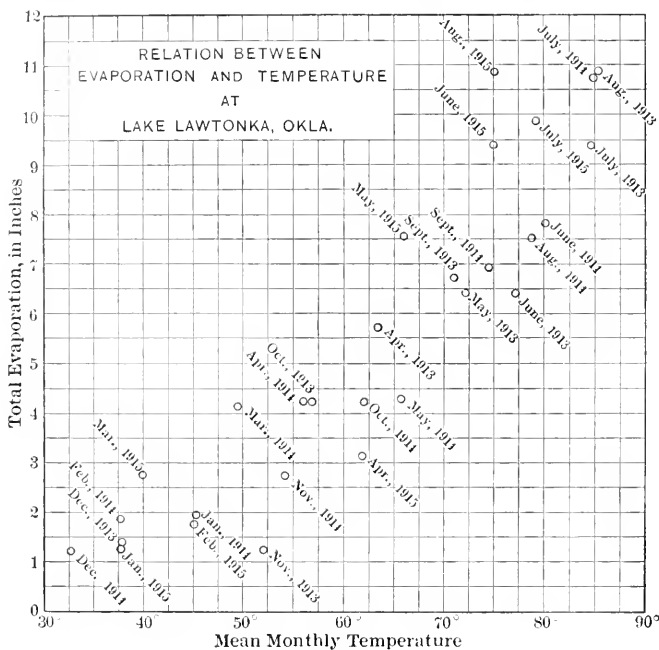 RELATION BETWEEN
EVAPORATION AND TEMPERATURE
AT
LAKE LAWTONKA, OKLA.
Total Evaporation, in Inches
12
11
10
9
8
7
6
5
4
3
2
1
0
Aug., 1915
July, 1914
Aug., 1913
June, 1915
July, 1915
July, 1913
May, 1915
Sept., 1913
Sept., 1914
June, 1914
Aug., 1914
May, 1913
June, 1913
Apr., 1913
Oct., 1913
Apr., 1914
Mar., 1914
Oct., 1914
May, 1914
Mar., 1915
Nov., 1914
Apr., 1915
Feb., 1914
Dec., 1913
Jan., 1914
Feb., 1915
Dec., 1914
Jan., 1915
Nov., 1913
30° 40° 50° 60° 70° 80° 90°
Mean Monthly Temperature